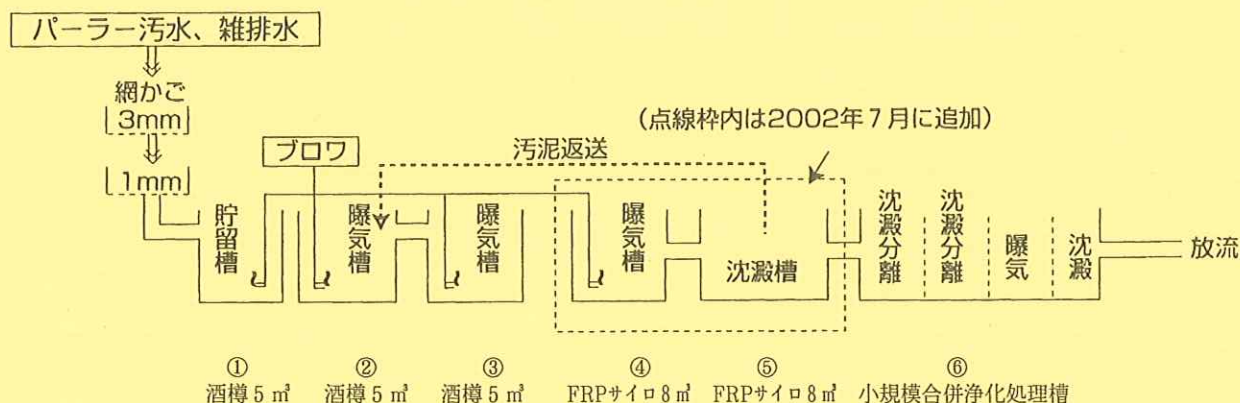 パーラー汚水、雑排水
網かご
3mm
1mm
ブロワ
汚泥返送
(点線枠内は2002年7月に追加)
貯留槽
曝気槽
曝気槽
曝気槽
沈澱槽
沈澱分離
沈澱分離
曝気
沈澱
放流
① ② ③ ④ ⑤ ⑥
酒樽5㎥ 酒樽5㎥ 酒樽5㎥ FRPサイロ8㎥ FRPサイロ8㎥ 小規模合併浄化処理槽